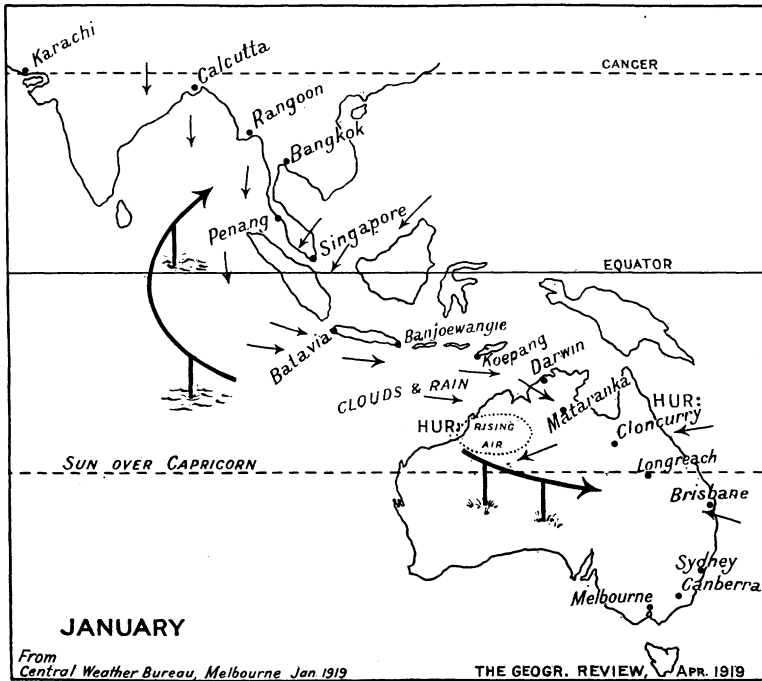 Karachi
CANCER
Calcutta
Rangoon
Bangkok
Penang
Singapore
EQUATOR
Batavia
Banjoewangie
Koepang
Darwin
CLOUDS & RAIN
Mataranka
HUR:
HUR:
RISING
AIR
Cloncurry
SUN OVER CAPRICORN
Longreach
Brisbane
Sydney
Canberra
Melbourne
JANUARY
From
Central Weather Bureau, Melbourne Jan. 1919
THE GEOGR. REVIEW, APR. 1919